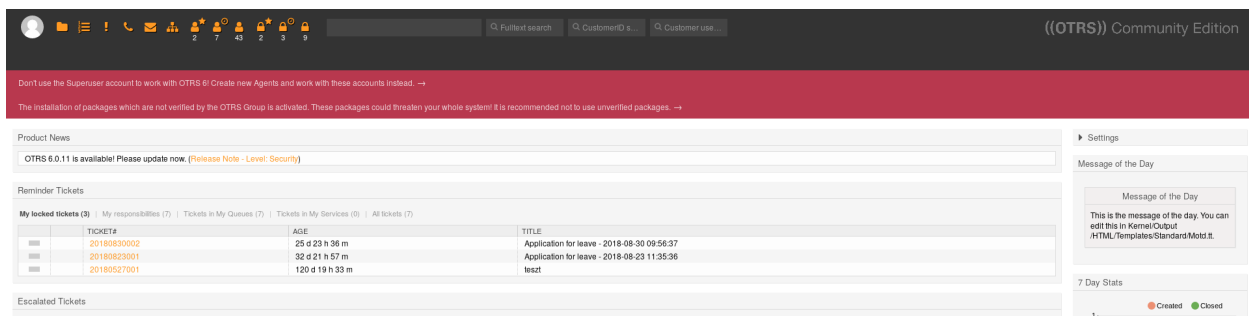 2 7 43 2 3 9
Fulltext search
CustomerID s...
Customer use...
((OTRS)) Community Edition
Don't use the Superuser account to work with OTRS 6! Create new Agents and work with these accounts instead. →
The installation of packages which are not verified by the OTRS Group is activated. These packages could threaten your whole system! It is recommended not to use unverified packages. →
Product News
OTRS 6.0.11 is available! Please update now. (Release Note - Level: Security)
Reminder Tickets
My locked tickets (3) | My responsibilities (7) | Tickets in My Queues (7) | Tickets in My Services (0) | All tickets (7)
TICKET# AGE TITLE
20180830002 25 d 23 h 36 m Application for leave - 2018-08-30 09:56:37
20180823001 32 d 21 h 57 m Application for leave - 2018-08-23 11:35:36
20180527001 120 d 19 h 33 m teszt
Escalated Tickets
Settings
Message of the Day
Message of the Day
This is the message of the day. You can
edit this in Kernel/Output
/HTML/Templates/Standard/Motd.tt.
7 Day Stats
Created Closed
1